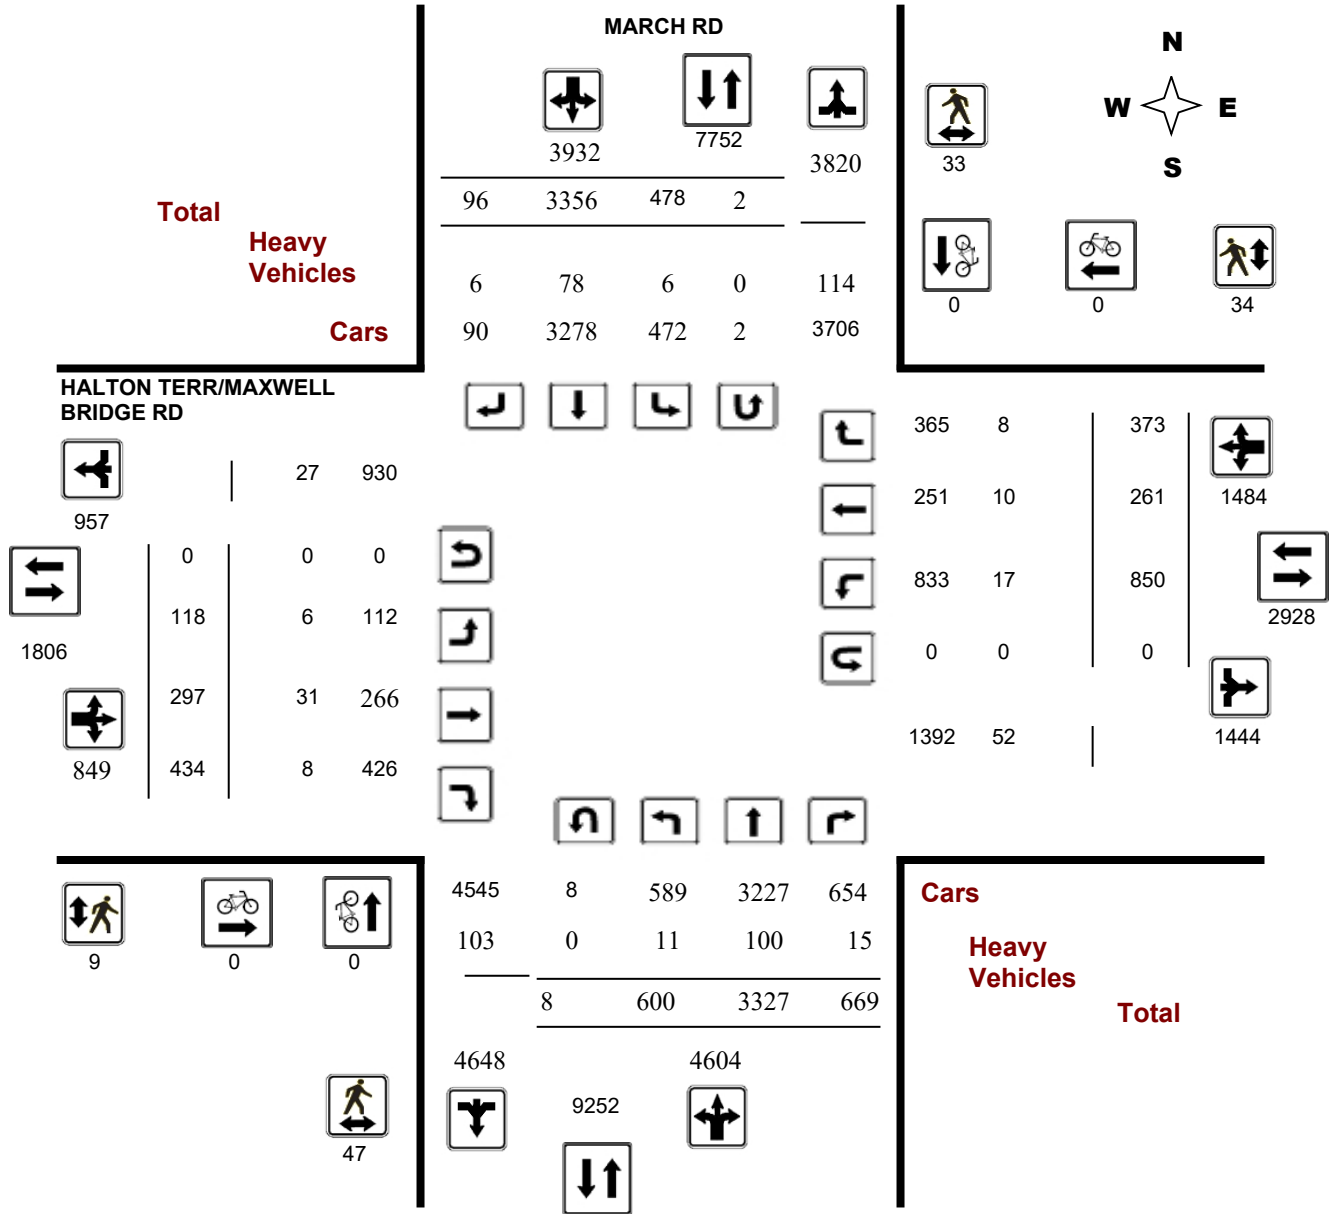 MARCH RD
N
W E
S
3932 7752 3820 33
Total 96 3356 478 2
Heavy
Vehicles 6 78 6 0 114
0 0 34
Cars 90 3278 472 2 3706
HALTON TERR/MAXWELL
BRIDGE RD
365 8 373
27 930
251 10 261 1484
957
0 0 0
833 17 850
118 6 112 2928
1806 0 0 0
297 31 266
1392 52 1444
849 434 8 426
4545 8 589 3227 654 Cars
103 0 11 100 15 Heavy
Vehicles
9 0 0
8 600 3327 669 Total
4648 4604
9252
47